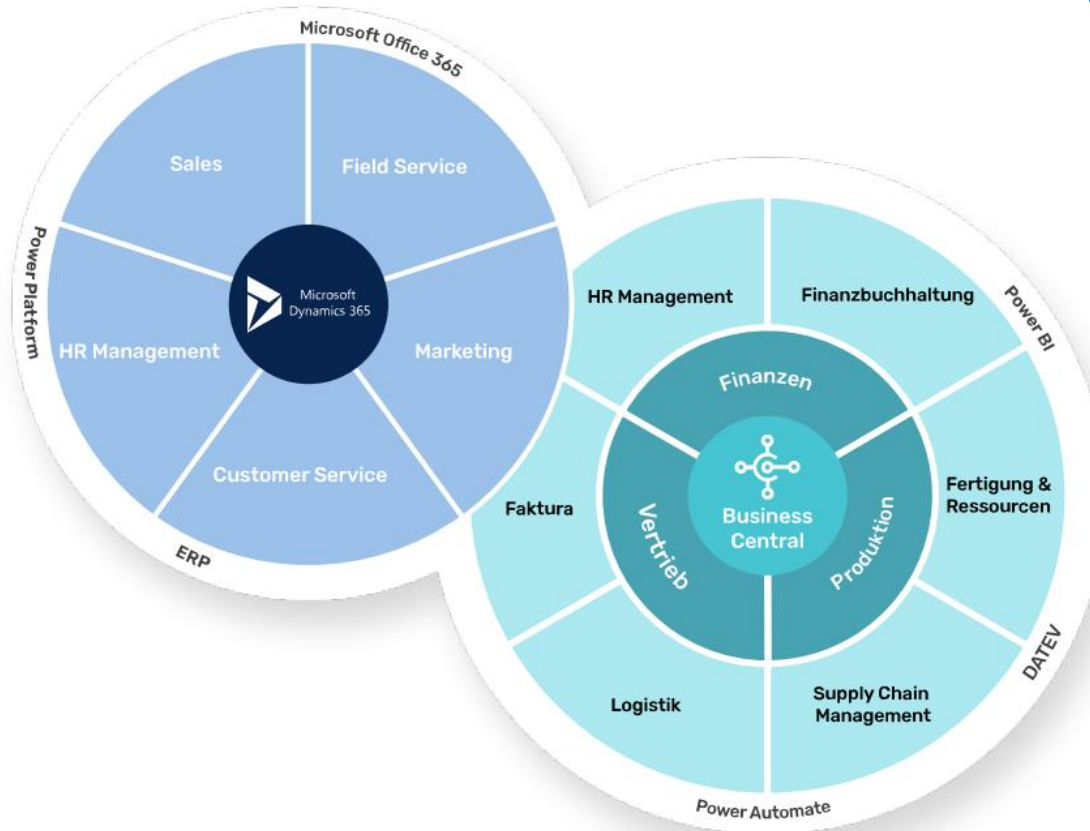 Microsoft Office 365
Sales
Field Service
Power Platform
Microsoft
Dynamics 365
HR Management
Marketing
Customer Service
ERP
HR Management
Finanzbuchhaltung
Power BI
Finanzen
Faktura
Vertrieb
Business
Central
Produktion
Fertigung &
Ressourcen
DATEV
Logistik
Supply Chain
Management
Power Automate